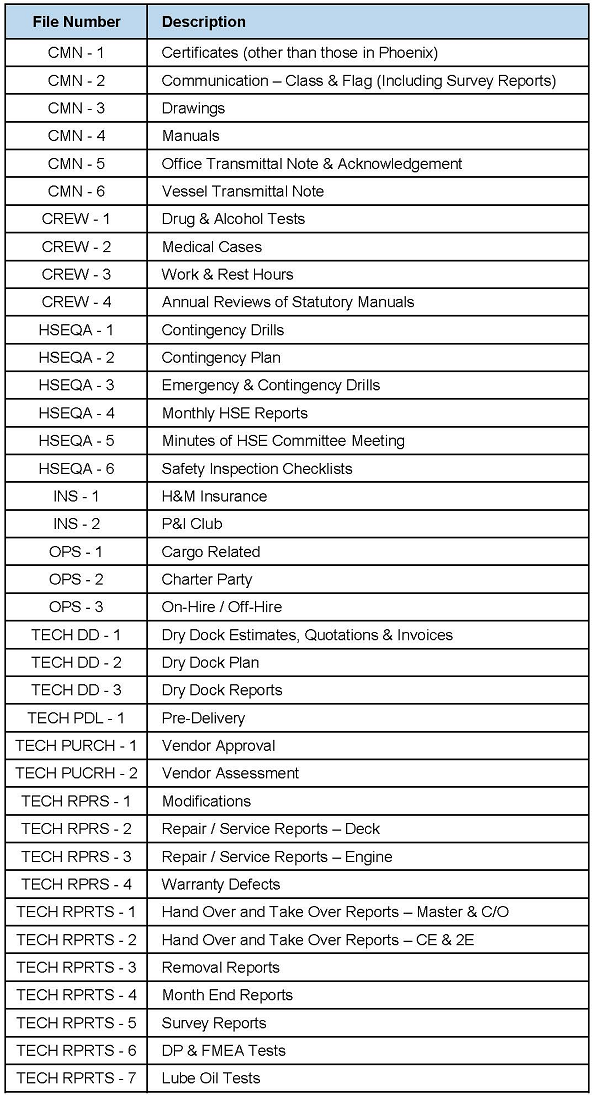 File Number Description
CMN - 1 Certificates (other than those in Phoenix)
CMN - 2 Communication – Class & Flag (Including Survey Reports)
CMN - 3 Drawings
CMN - 4 Manuals
CMN - 5 Office Transmittal Note & Acknowledgement
CMN - 6 Vessel Transmittal Note
CREW - 1 Drug & Alcohol Tests
CREW - 2 Medical Cases
CREW - 3 Work & Rest Hours
CREW - 4 Annual Reviews of Statutory Manuals
HSEQA - 1 Contingency Drills
HSEQA - 2 Contingency Plan
HSEQA - 3 Emergency & Contingency Drills
HSEQA - 4 Monthly HSE Reports
HSEQA - 5 Minutes of HSE Committee Meeting
HSEQA - 6 Safety Inspection Checklists
INS - 1 H&M Insurance
INS - 2 P&I Club
OPS - 1 Cargo Related
OPS - 2 Charter Party
OPS - 3 On-Hire / Off-Hire
TECH DD - 1 Dry Dock Estimates, Quotations & Invoices
TECH DD - 2 Dry Dock Plan
TECH DD - 3 Dry Dock Reports
TECH PDL - 1 Pre-Delivery
TECH PURCH - 1 Vendor Approval
TECH PUCRH - 2 Vendor Assessment
TECH RPRS - 1 Modifications
TECH RPRS - 2 Repair / Service Reports – Deck
TECH RPRS - 3 Repair / Service Reports – Engine
TECH RPRS - 4 Warranty Defects
TECH RPRTS - 1 Hand Over and Take Over Reports – Master & C/O
TECH RPRTS - 2 Hand Over and Take Over Reports – CE & 2E
TECH RPRTS - 3 Removal Reports
TECH RPRTS - 4 Month End Reports
TECH RPRTS - 5 Survey Reports
TECH RPRTS - 6 DP & FMEA Tests
TECH RPRTS - 7 Lube Oil Tests